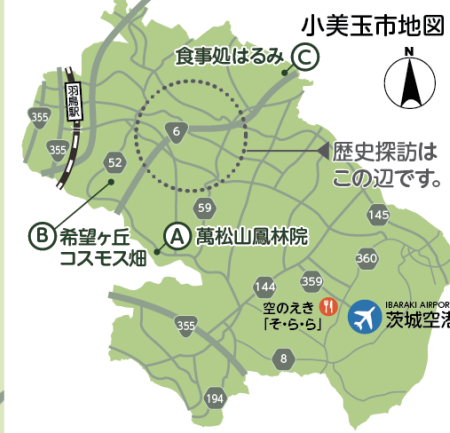 小美玉市地図
N
食事処はるみ Ⓒ
羽鳥駅
355
6
355
52
歴史探訪は
この辺です。
59
145
Ⓑ 希望ヶ丘
コスモス畑
Ⓐ 萬松山鳳林院
360
144
359
空のえき
「そ・ら・ら」
IBARAKI AIRPOR
茨城空港
355
8
194